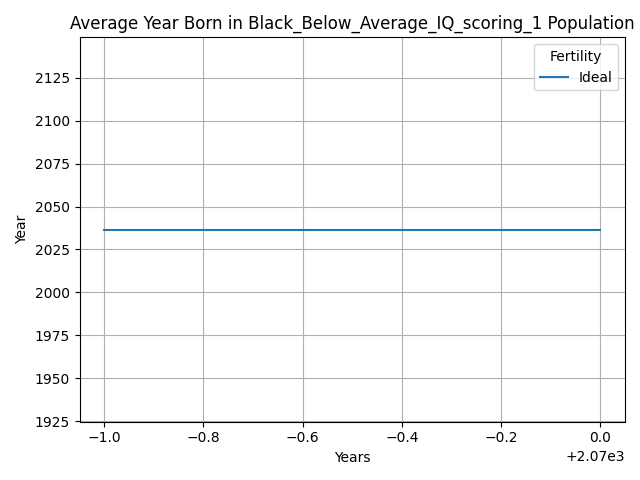 Average Year Born in Black_Below_Average_IQ_scoring_1 Population
Fertility
Ideal
2125
2100
2075
2050
2025
2000
1975
1950
1925
Year
−1.0 −0.8 −0.6 −0.4 −0.2 0.0
+2.07e3
Years